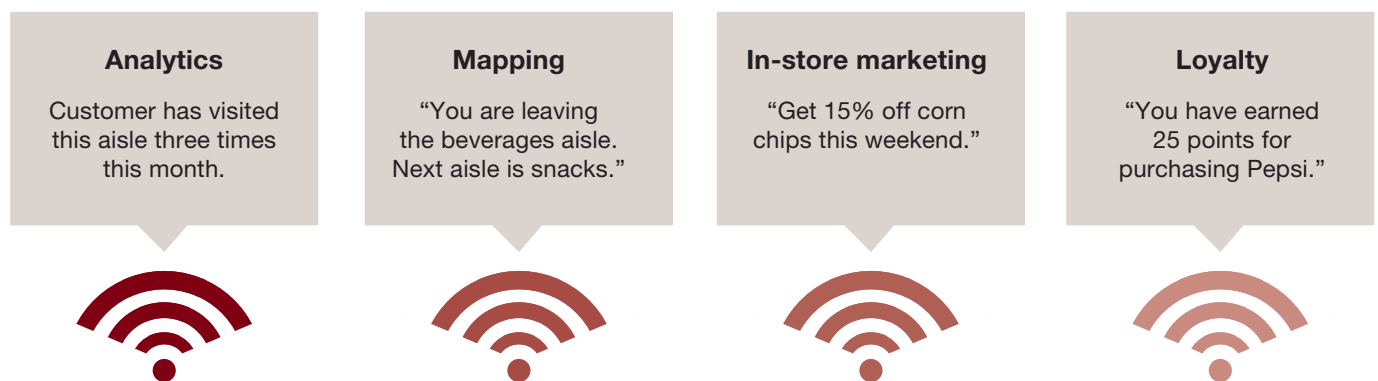 Analytics
Customer has visited
this aisle three times
this month.
Mapping
“You are leaving
the beverages aisle.
Next aisle is snacks.”
In-store marketing
“Get 15% off corn
chips this weekend.”
Loyalty
“You have earned
25 points for
purchasing Pepsi.”